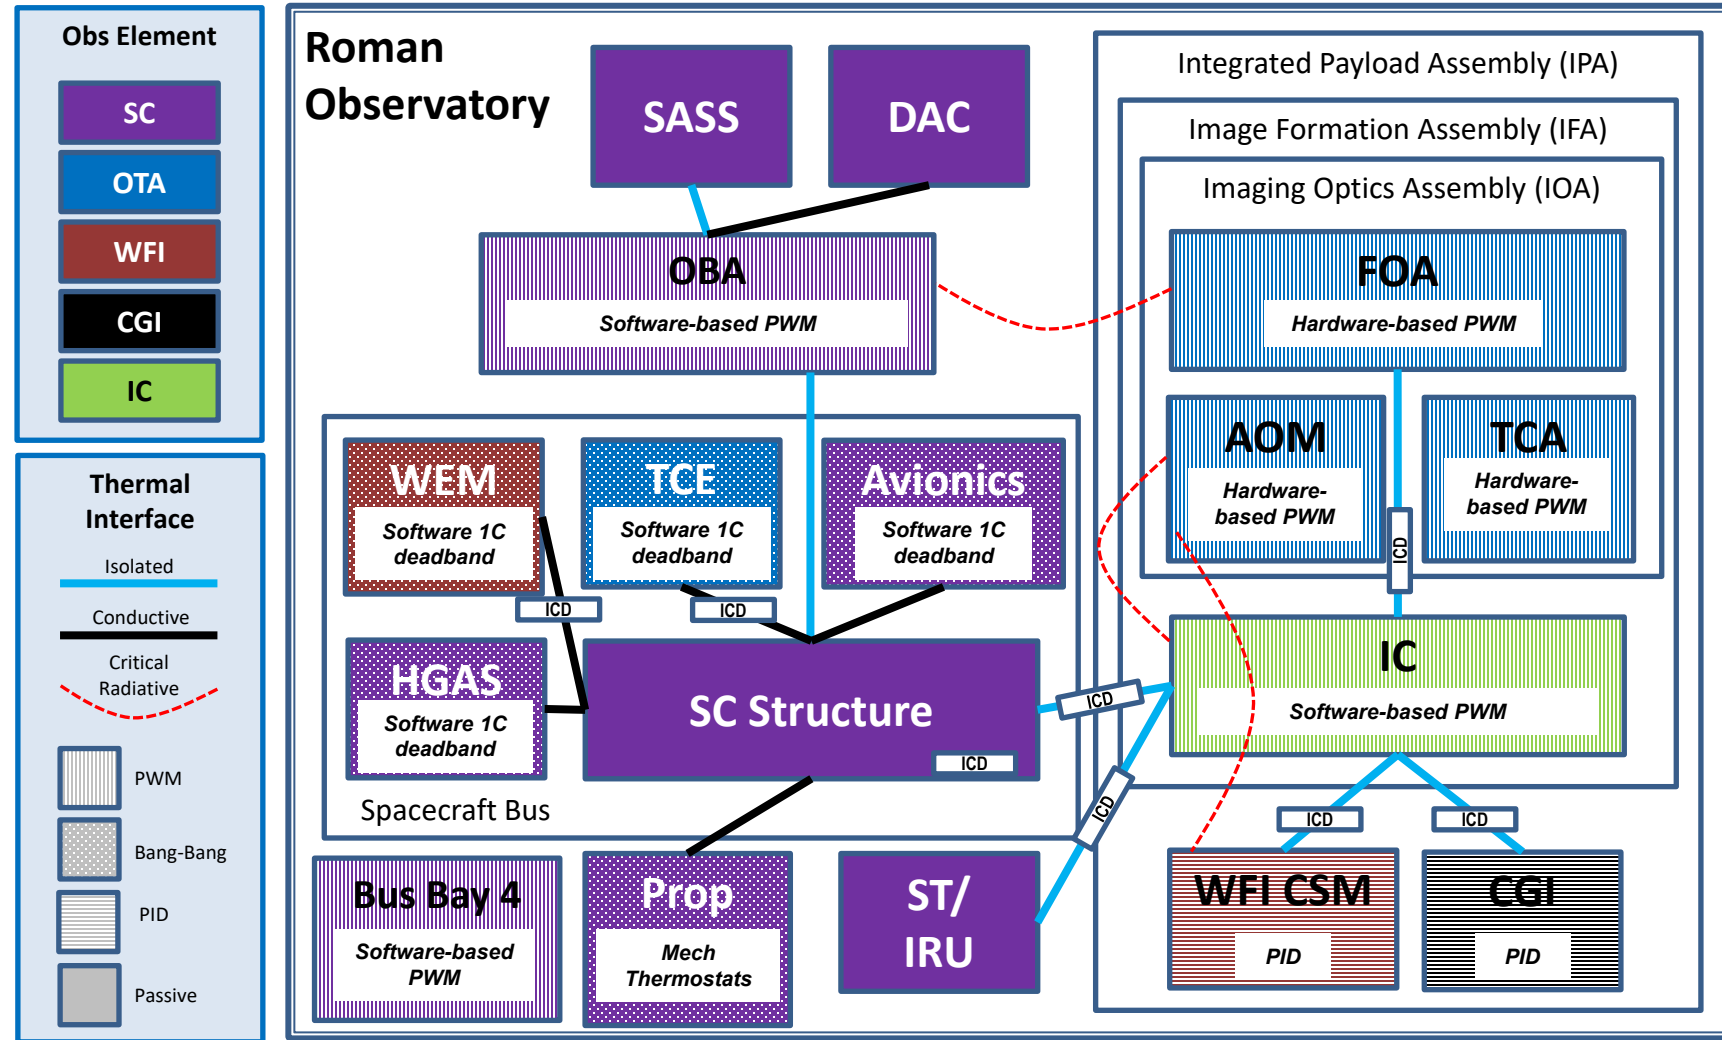 Obs Element
SC
OTA
WFI
CGI
IC
Thermal
Interface
Isolated
Conductive
Critical
Radiative
PWM
Bang-Bang
PID
Passive
Roman
Observatory
SASS
DAC
OBA
Software-based PWM
Integrated Payload Assembly (IPA)
Image Formation Assembly (IFA)
Imaging Optics Assembly (IOA)
FOA
Hardware-based PWM
AOM
Hardware-
based PWM
TCA
Hardware-
based PWM
ICD
IC
Software-based PWM
WEM
Software 1C
deadband
TCE
Software 1C
deadband
Avionics
Software 1C
deadband
ICD
ICD
HGAS
Software 1C
deadband
SC Structure
ICD
ICD
ICD
Spacecraft Bus
Bus Bay 4
Software-based
PWM
Prop
Mech
Thermostats
ST/
IRU
ICD
ICD
WFI CSM
PID
CGI
PID